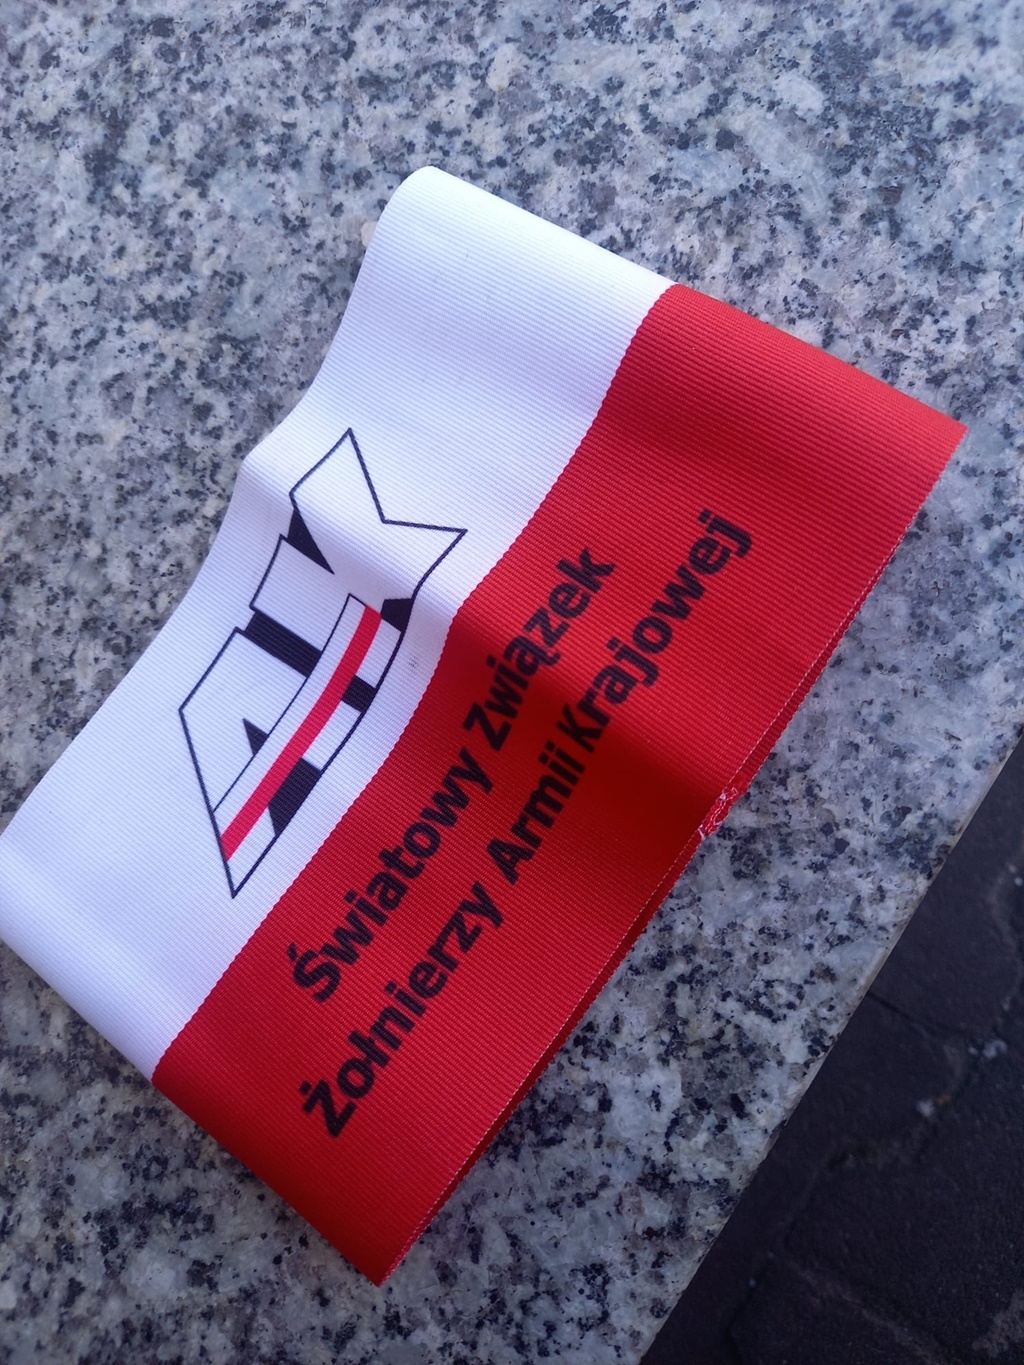 AK
Światowy Związek
Żołnierzy Armii Krajowej